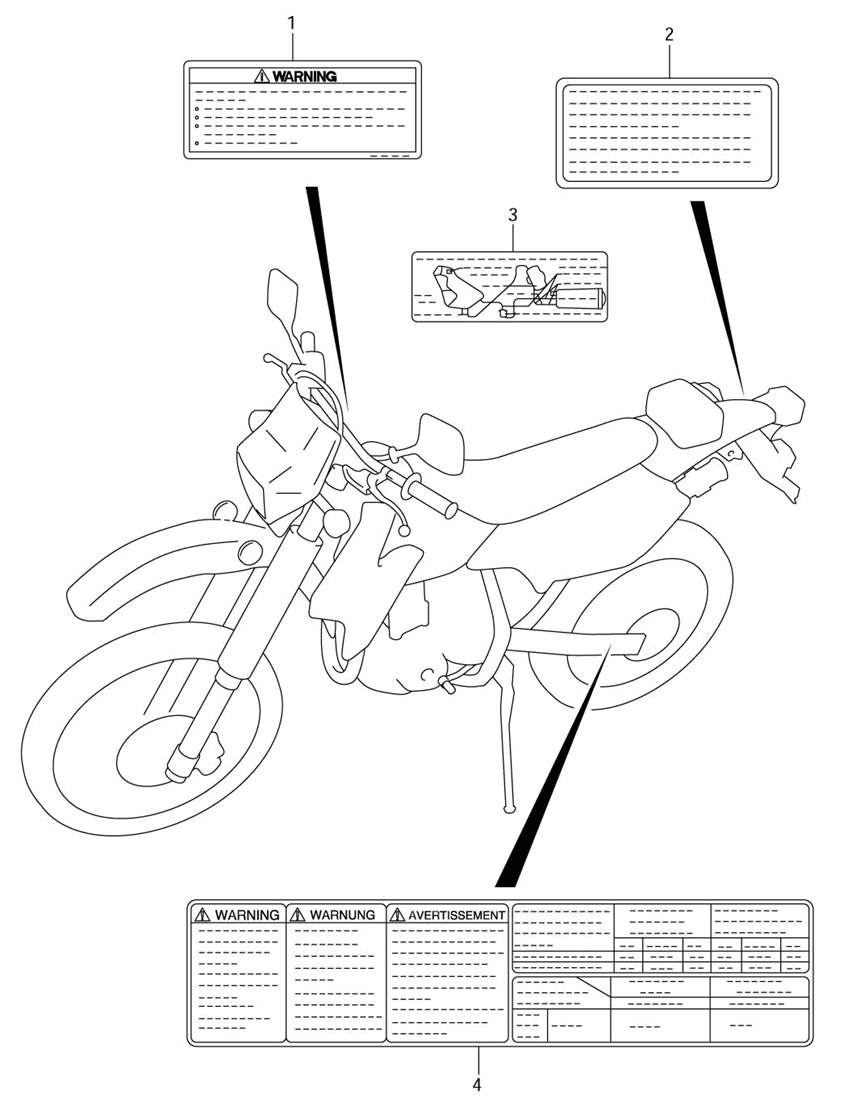 1
2
⚠ WARNING
3
⚠ WARNING ⚠ WARNUNG ⚠ AVERTISSEMENT
4